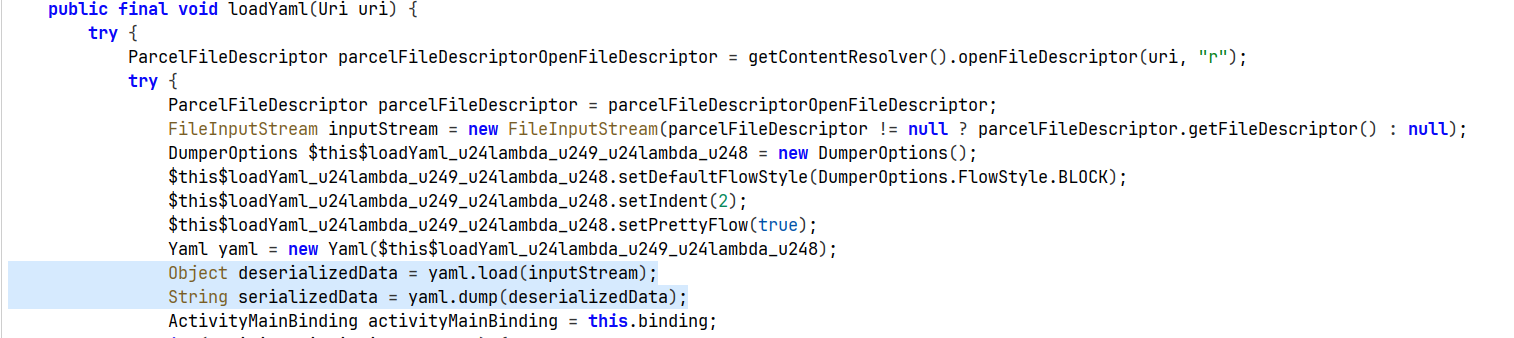 public final void loadYaml(Uri uri) {
try {
ParcelFileDescriptor parcelFileDescriptorOpenFileDescriptor = getContentResolver().openFileDescriptor(uri, "r");
try {
ParcelFileDescriptor parcelFileDescriptor = parcelFileDescriptorOpenFileDescriptor;
FileInputStream inputStream = new FileInputStream(parcelFileDescriptor != null ? parcelFileDescriptor.getFileDescriptor() : null);
DumperOptions $this$loadYaml_u24lambda_u249_u24lambda_u248 = new DumperOptions();
$this$loadYaml_u24lambda_u249_u24lambda_u248.setDefaultFlowStyle(DumperOptions.FlowStyle.BLOCK);
$this$loadYaml_u24lambda_u249_u24lambda_u248.setIndent(2);
$this$loadYaml_u24lambda_u249_u24lambda_u248.setPrettyFlow(true);
Yaml yaml = new Yaml($this$loadYaml_u24lambda_u249_u24lambda_u248);
Object deserializedData = yaml.load(inputStream);
String serializedData = yaml.dump(deserializedData);
ActivityMainBinding activityMainBinding = this.binding;